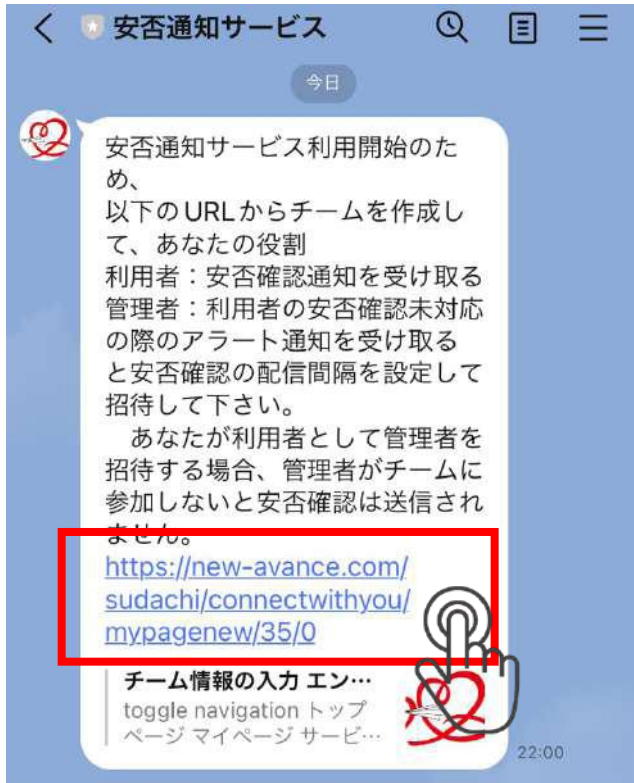 安否通知サービス
今日
安否通知サービス利用開始のた
め、
以下のURLからチームを作成し
て、あなたの役割
利用者：安否確認通知を受け取る
管理者：利用者の安否確認未対応
の際のアラート通知を受け取る
と安否確認の配信間隔を設定して
招待して下さい。
　あなたが利用者として管理者を
招待する場合、管理者がチームに
参加しないと安否確認は送信され
ません。
https://new-avance.com/
sudachi/connectwithyou/
mypagenew/35/0
チーム情報の入力 エン…
toggle navigation トップ
ページ マイページ サービ…
22:00